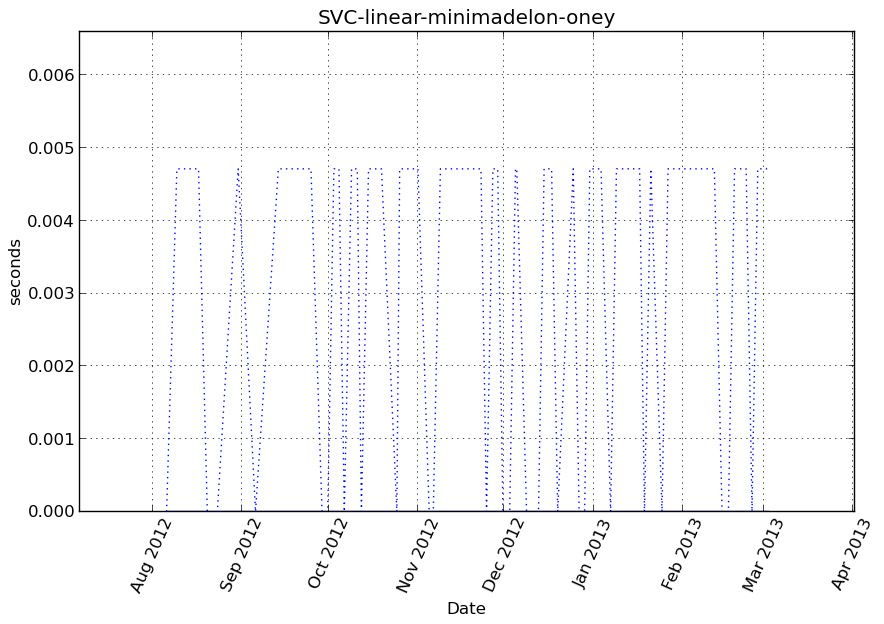 SVC-linear-minimadelon-oney
0.006
0.005
0.004
0.003
0.002
0.001
0.000
seconds
Aug 2012
Sep 2012
Oct 2012
Nov 2012
Dec 2012
Jan 2013
Feb 2013
Mar 2013
Apr 2013
Date